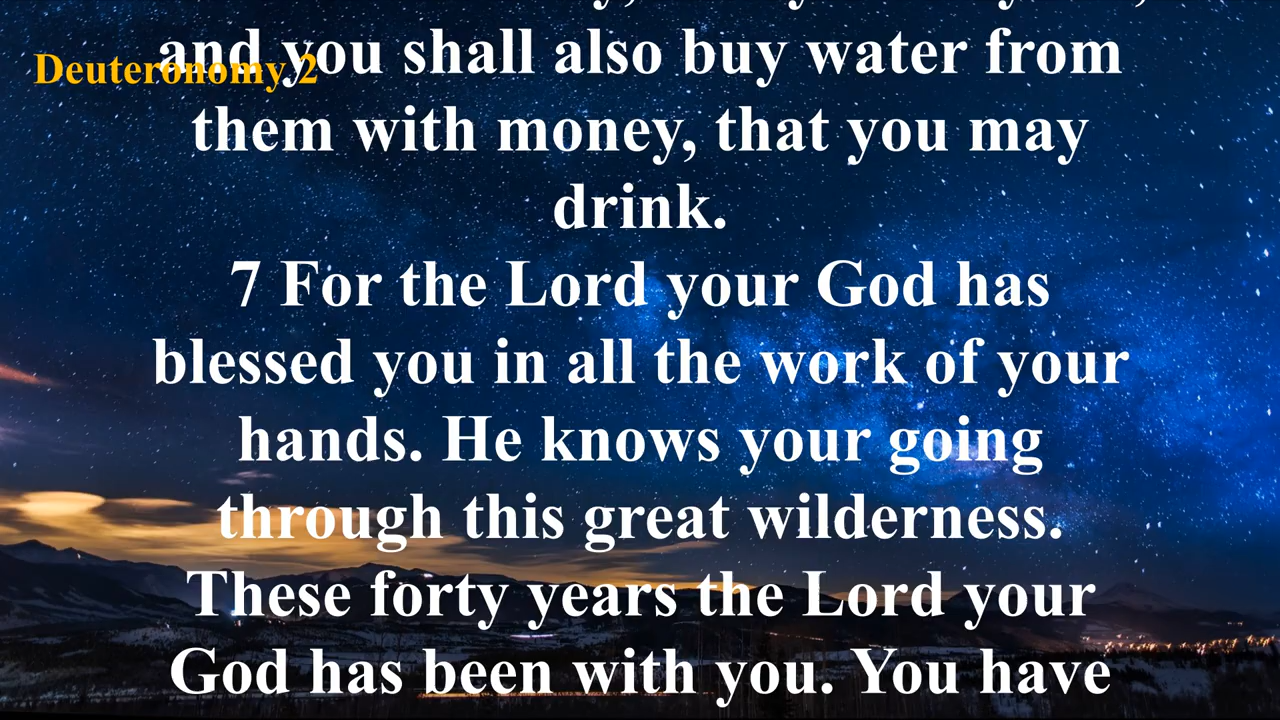 Deuteronomy 2
and you shall also buy water from
them with money, that you may
drink.
7 For the Lord your God has
blessed you in all the work of your
hands. He knows your going
through this great wilderness.
These forty years the Lord your
God has been with you. You have